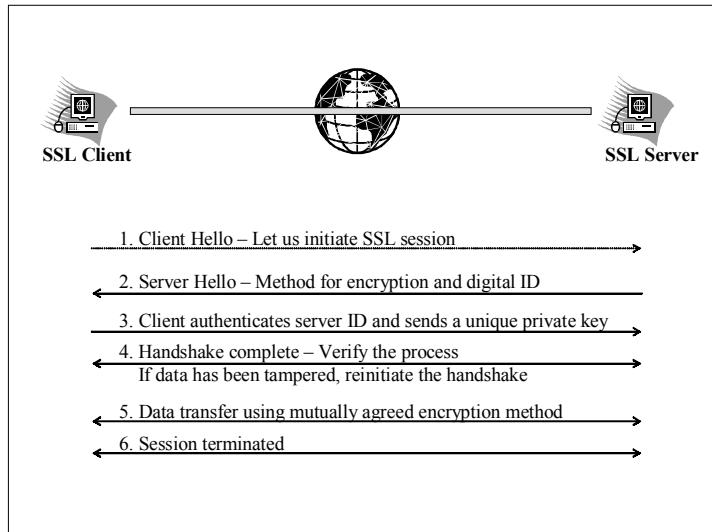 SSL Client
SSL Server
1. Client Hello – Let us initiate SSL session
2. Server Hello – Method for encryption and digital ID
3. Client authenticates server ID and sends a unique private key
4. Handshake complete – Verify the process
If data has been tampered, reinitiate the handshake
5. Data transfer using mutually agreed encryption method
6. Session terminated